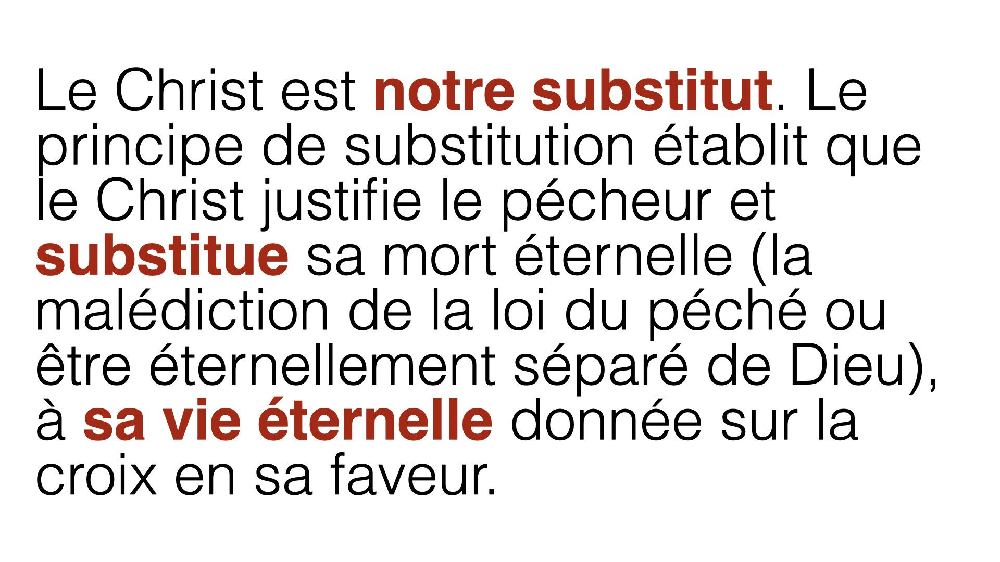 Le Christ est notre substitut. Le
principe de substitution établit que
le Christ justifie le pécheur et
substitue sa mort éternelle (la
malédiction de la loi du péché ou
être éternellement séparé de Dieu),
à sa vie éternelle donnée sur la
croix en sa faveur.